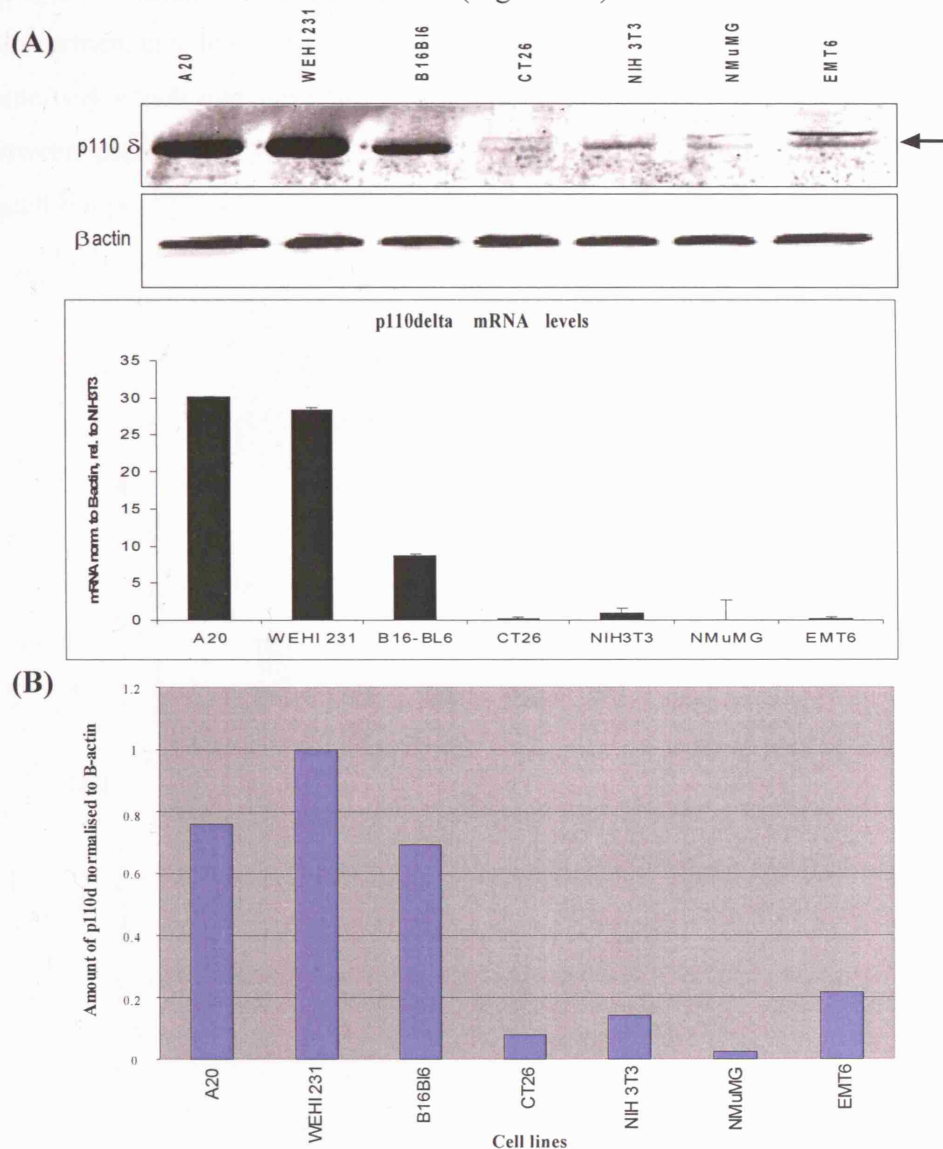 (A)
A20 WEHI 231 B16Bl6 CT26 NIH 3T3 NMuMG EMT6
p110 δ
β actin
p110delta mRNA levels
mRNA norm. to B-actin, rel. to NIH3T3
35
30
25
20
15
10
5
0
A20 WEHI 231 B16-BL6 CT26 NIH3T3 NMuMG EMT6
(B)
Amount of p110d normalised to B-actin
1.2
1
0.8
0.6
0.4
0.2
0
A20 WEHI 231 B16Bl6 CT26 NIH 3T3 NMuMG EMT6
Cell lines